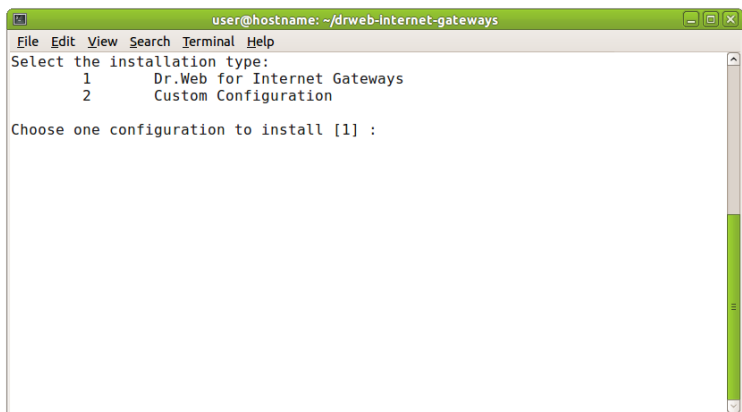 user@hostname: ~/drweb-internet-gateways
File Edit View Search Terminal Help
Select the installation type:
1 Dr.Web for Internet Gateways
2 Custom Configuration
Choose one configuration to install [1] :